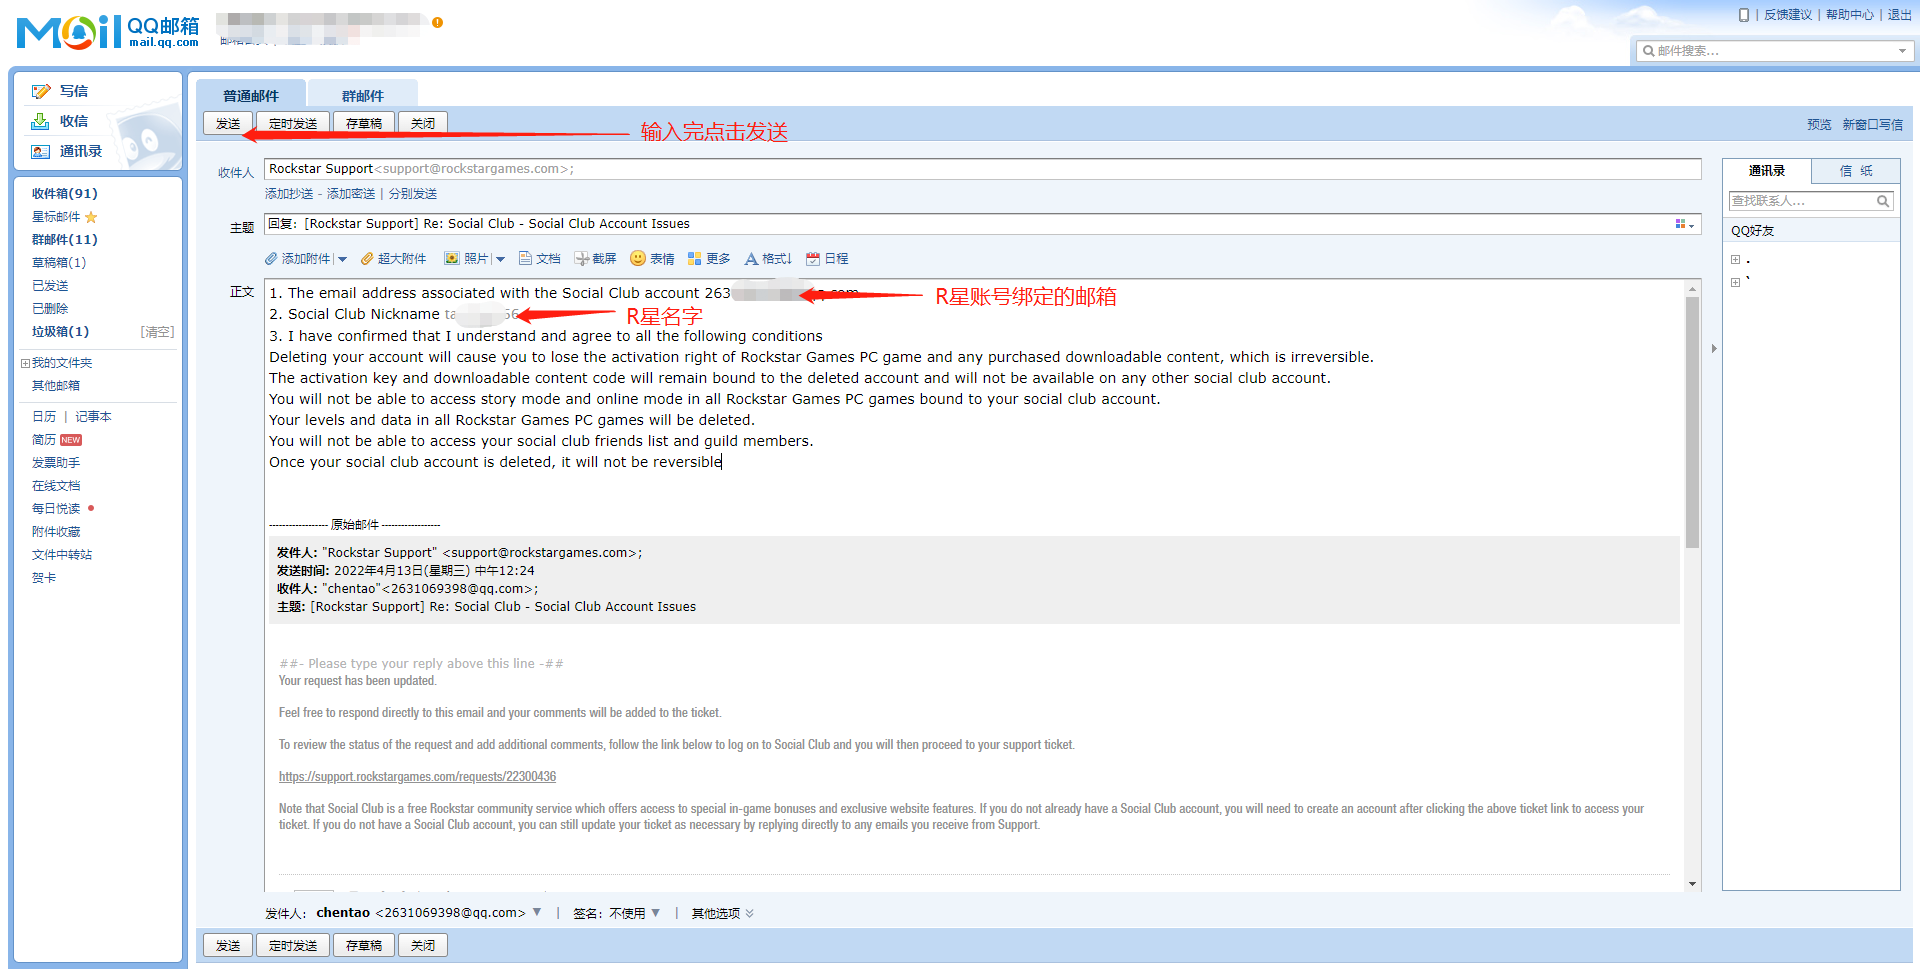 Mail QQ邮箱
mail.qq.com
反馈建议 | 帮助中心 | 退出
邮件搜索...
写信
收信
通讯录
收件箱(91)
星标邮件
群邮件(11)
草稿箱(1)
已发送
已删除
垃圾箱(1) [清空]
我的文件夹
其他邮箱
日历 | 记事本
简历 NEW
发票助手
在线文档
每日悦读
附件收藏
文件中转站
贺卡
普通邮件 群邮件
发送 定时发送 存草稿 关闭
输入完点击发送
预览 新窗口写信
收件人 Rockstar Support<support@rockstargames.com>;
添加抄送 - 添加密送 | 分别发送
主题 回复：[Rockstar Support] Re: Social Club - Social Club Account Issues
添加附件 超大附件 照片 文档 截屏 表情 更多 格式↓ 日程
正文
1. The email address associated with the Social Club account 263
R星账号绑定的邮箱
2. Social Club Nickname
R星名字
3. I have confirmed that I understand and agree to all the following conditions
Deleting your account will cause you to lose the activation right of Rockstar Games PC game and any purchased downloadable content, which is irreversible.
The activation key and downloadable content code will remain bound to the deleted account and will not be available on any other social club account.
You will not be able to access story mode and online mode in all Rockstar Games PC games bound to your social club account.
Your levels and data in all Rockstar Games PC games will be deleted.
You will not be able to access your social club friends list and guild members.
Once your social club account is deleted, it will not be reversible
------------------ 原始邮件 ------------------
发件人: "Rockstar Support" <support@rockstargames.com>;
发送时间: 2022年4月13日(星期三) 中午12:24
收件人: "chentao"<2631069398@qq.com>;
主题: [Rockstar Support] Re: Social Club - Social Club Account Issues
##- Please type your reply above this line -##
Your request has been updated.
Feel free to respond directly to this email and your comments will be added to the ticket.
To review the status of the request and add additional comments, follow the link below to log on to Social Club and you will then proceed to your support ticket.
https://support.rockstargames.com/requests/22300436
Note that Social Club is a free Rockstar community service which offers access to special in-game bonuses and exclusive website features. If you do not already have a Social Club account, you will need to create an account after clicking the above ticket link to access your
ticket. If you do not have a Social Club account, you can still update your ticket as necessary by replying directly to any emails you receive from Support.
发件人： chentao <2631069398@qq.com> | 签名：不使用 | 其他选项
发送 定时发送 存草稿 关闭
通讯录 信 纸
查找联系人...
QQ好友
.
`